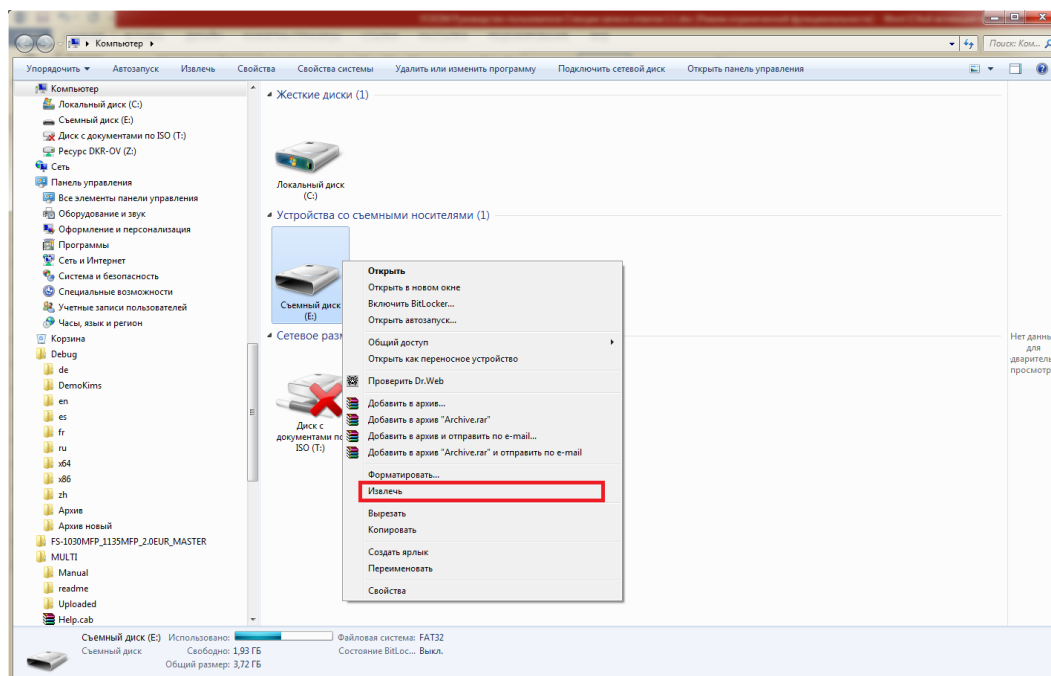 Компьютер
Поиск: Ком...
Упорядочить Автозапуск Извлечь Свойства Свойства системы Удалить или изменить программу Подключить сетевой диск Открыть панель управления
Компьютер
Локальный диск (C:)
Съемный диск (E:)
Диск с документами по ISO (T:)
Ресурс DKR-OV (Z:)
Сеть
Панель управления
Все элементы панели управления
Оборудование и звук
Оформление и персонализация
Программы
Сеть и Интернет
Система и безопасность
Специальные возможности
Учетные записи пользователей
Часы, язык и регион
Корзина
Debug
de
DemoKims
en
es
fr
ru
x64
x86
zh
Архив
Архив новый
FS-1030MFP_1135MFP_2.0EUR_MASTER
MULTI
Manual
readme
Uploaded
Help.cab
Жесткие диски (1)
Локальный диск
(C:)
Устройства со съемными носителями (1)
Съемный диск
(E:)
Сетевое раз
Диск с
документами по
ISO (T:)
Открыть
Открыть в новом окне
Включить BitLocker...
Открыть автозапуск...
Общий доступ
Открыть как переносное устройство
Проверить Dr.Web
Добавить в архив...
Добавить в архив "Archive.rar"
Добавить в архив и отправить по e-mail...
Добавить в архив "Archive.rar" и отправить по e-mail
Форматировать...
Извлечь
Вырезать
Копировать
Создать ярлык
Переименовать
Свойства
Нет данны
для
дваритель
просмотр
Съемный диск (E:) Использовано: Файловая система: FAT32
Съемный диск Свободно: 1,93 ГБ Состояние BitLoc... Выкл.
Общий размер: 3,72 ГБ